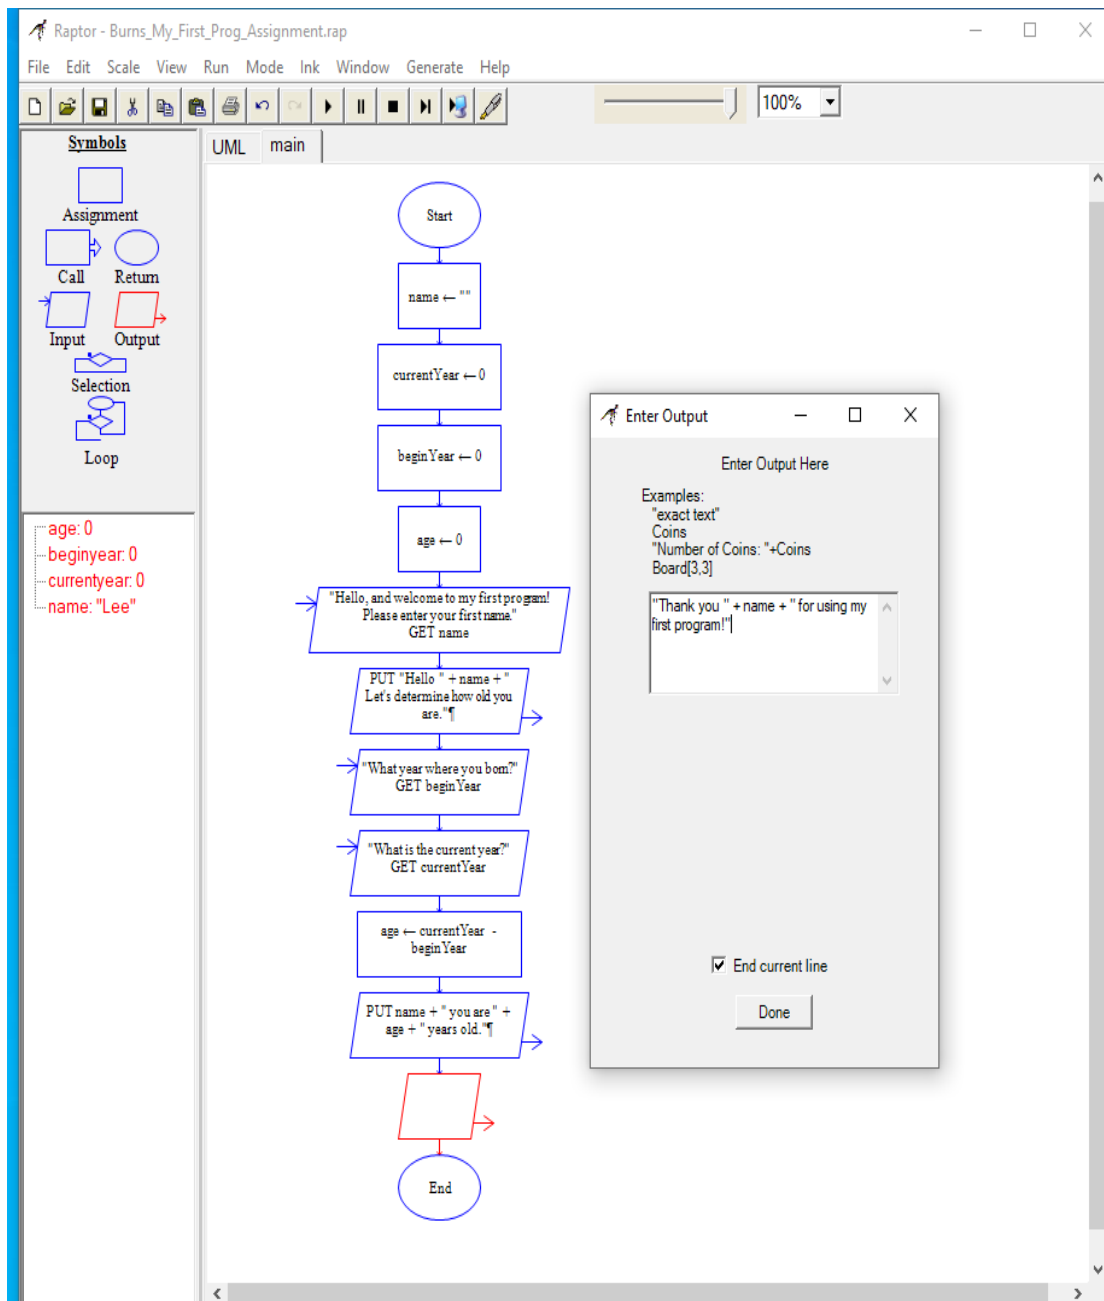 Raptor - Burns_My_First_Prog_Assignment.rap
File Edit Scale View Run Mode Ink Window Generate Help
100%
Symbols
Assignment
Call Return
Input Output
Selection
Loop
age: 0
beginyear: 0
currentyear: 0
name: "Lee"
UML main
Start
name ← ""
currentYear ← 0
beginYear ← 0
age ← 0
"Hello, and welcome to my first program!
Please enter your first name."
GET name
PUT "Hello " + name + "
Let's determine how old you
are."¶
"What year where you born?"
GET beginYear
"What is the current year?"
GET currentYear
age ← currentYear -
beginYear
PUT name + " you are " +
age + " years old."¶
End
Enter Output
Enter Output Here
Examples:
"exact text"
Coins
"Number of Coins: "+Coins
Board[3,3]
"Thank you " + name + " for using my
first program!"
End current line
Done